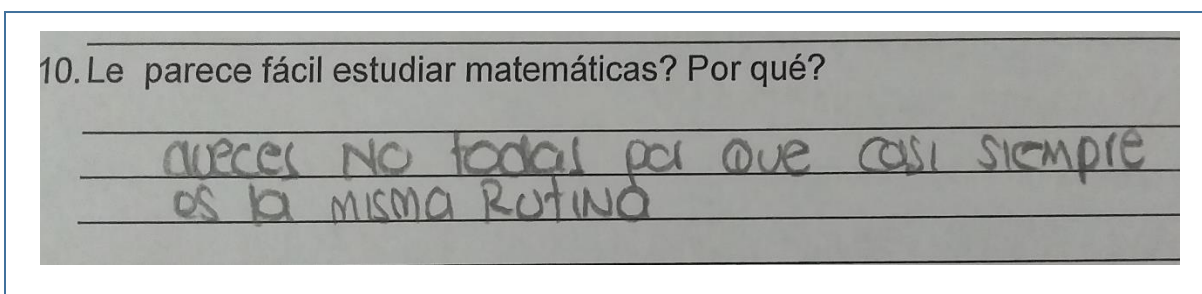 10. Le parece fácil estudiar matemáticas? Por qué?
aveces NO todas por que casi siempre
es la misma RutiNa